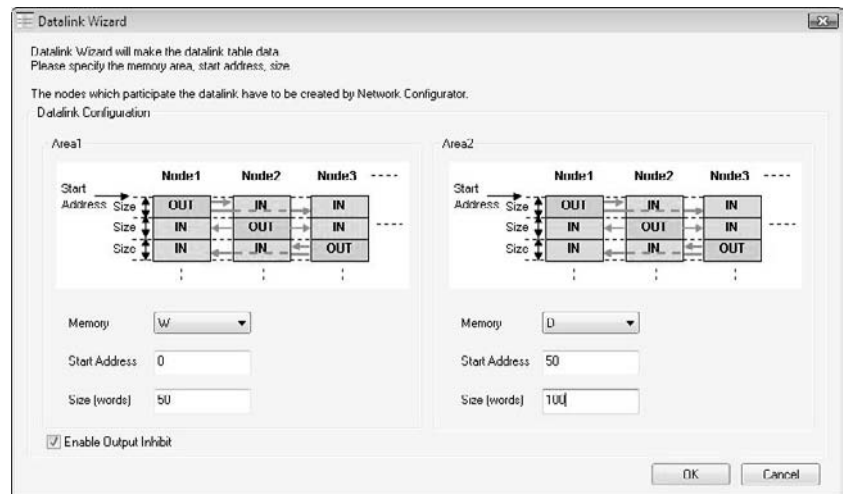 Datalink Wizard
Datalink Wizard will make the datalink table data.
Please specify the memory area, start address, size.
The nodes which participate the datalink have to be created by Network Configurator.
Datalink Configuration
Area1
Node1 Node2 Node3 ----
Start
Address Size OUT IN IN
Size IN OUT IN ----
Size IN IN OUT
Memory W
Start Address 0
Size (words) 50
Area2
Node1 Node2 Node3 ----
Start
Address Size OUT IN IN
Size IN OUT IN ----
Size IN IN OUT
Memory D
Start Address 50
Size (words) 100
Enable Output Inhibit
OK Cancel